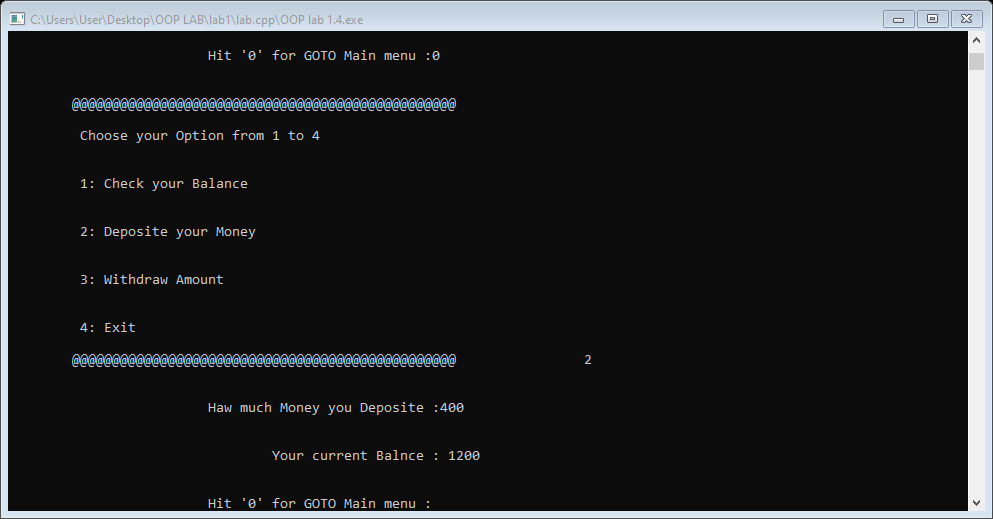 C:\Users\User\Desktop\OOP LAB\lab1\lab.cpp\OOP lab 1.4.exe
Hit '0' for GOTO Main menu :0
@@@@@@@@@@@@@@@@@@@@@@@@@@@@@@@@@@@@@@@@@@@@@@@@
Choose your Option from 1 to 4
1: Check your Balance
2: Deposite your Money
3: Withdraw Amount
4: Exit
@@@@@@@@@@@@@@@@@@@@@@@@@@@@@@@@@@@@@@@@@@@@@@@@ 2
Haw much Money you Deposite :400
Your current Balnce : 1200
Hit '0' for GOTO Main menu :